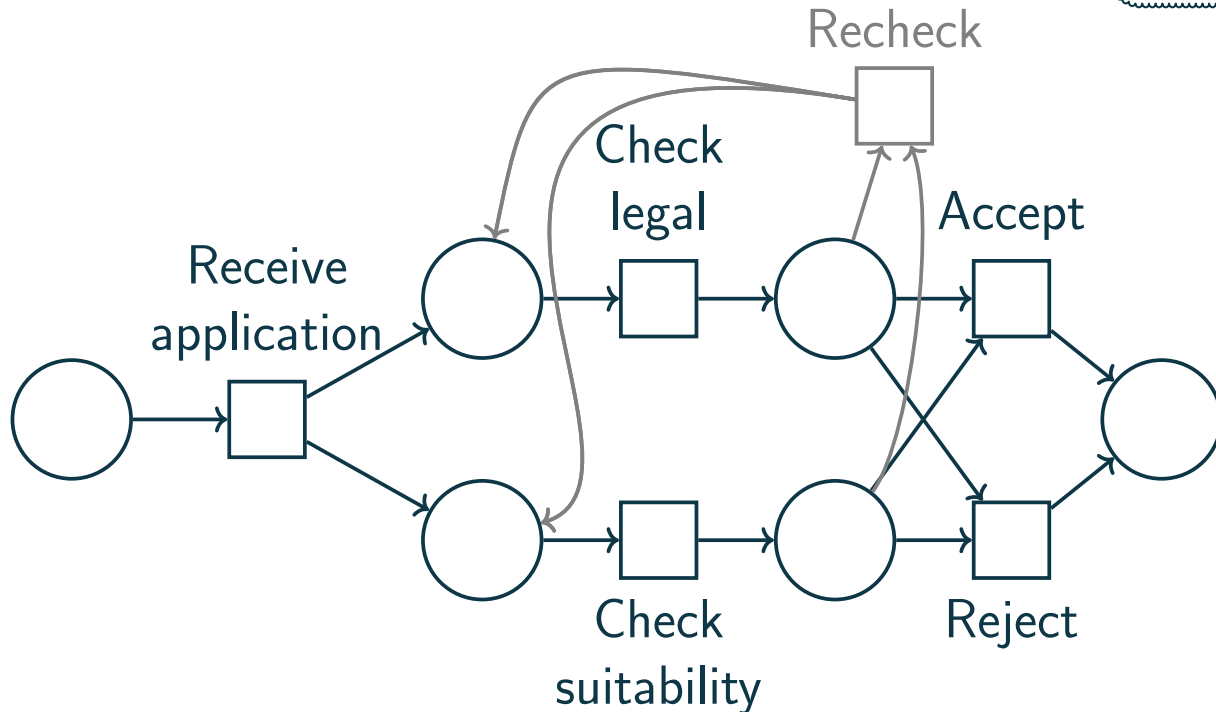 Recheck
Check
legal
Accept
Receive
application
Check
suitability
Reject